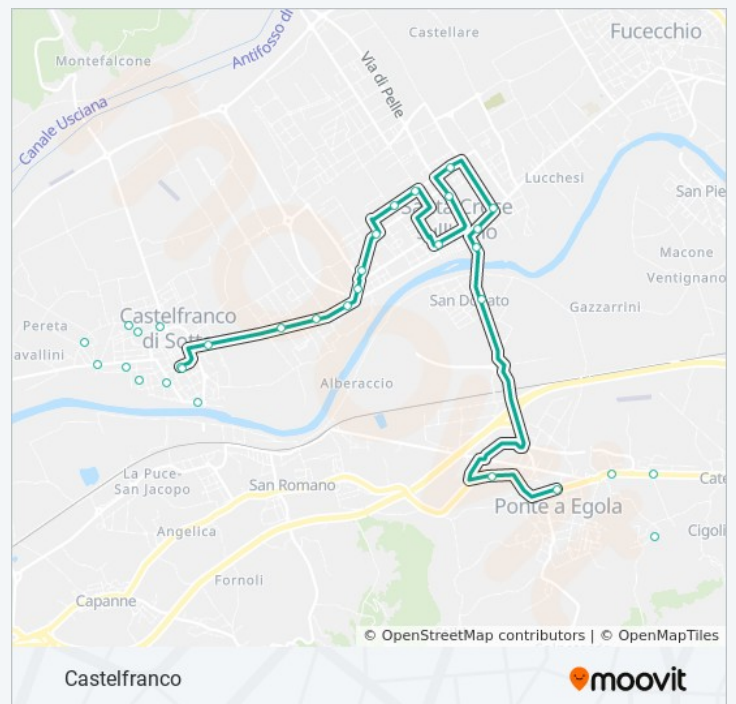 Castellare
Fucecchio
Montefalcone
Antifosso di
Via di Pelle
Canale Usciana
Lucchesi
San Pie
Santa Croce
sull'Arno
Macone
Ventignano
San Donato
Gazzarrini
Castelfranco
di Sotto
Pereta
avallini
Alberaccio
La Puce-
San Jacopo
San Romano
Cate
Ponte a Egola
Angelica
Cigoli
Fornoli
Capanne
© OpenStreetMap contributors | © OpenMapTiles
Castelfranco
moovit